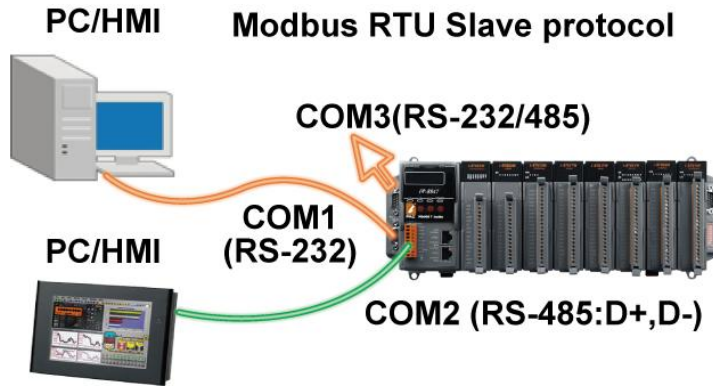 PC/HMI
Modbus RTU Slave protocol
COM3(RS-232/485)
COM1
(RS-232)
PC/HMI
COM2 (RS-485:D+,D-)